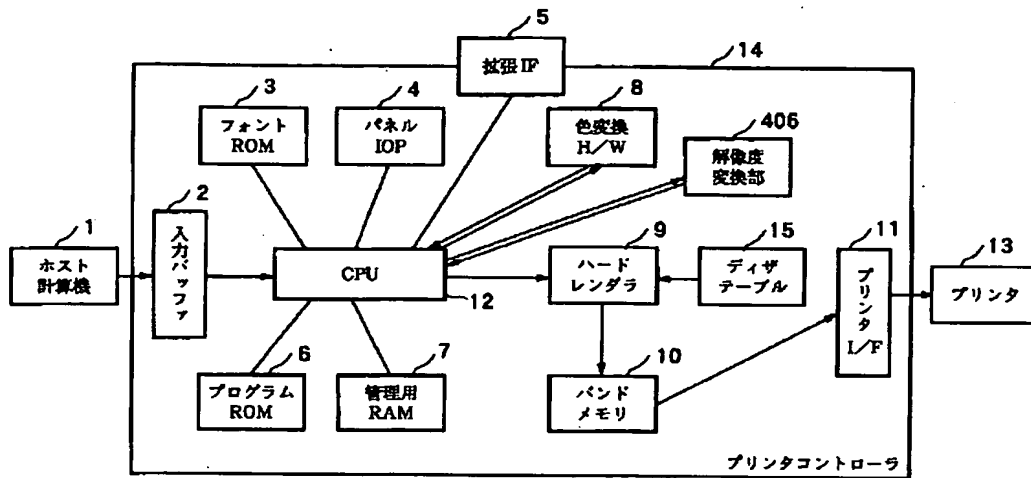 5
拡張IF
14
3
フォント
ROM
4
パネル
IOP
8
色変換
H/W
406
解像度
変換部
1
ホスト
計算機
2
入力バッファ
CPU
12
9
ハード
レンダラ
15
ディザ
テーブル
11
プリンタ
I/F
13
プリンタ
6
プログラム
ROM
7
管理用
RAM
10
バンド
メモリ
プリンタコントローラ